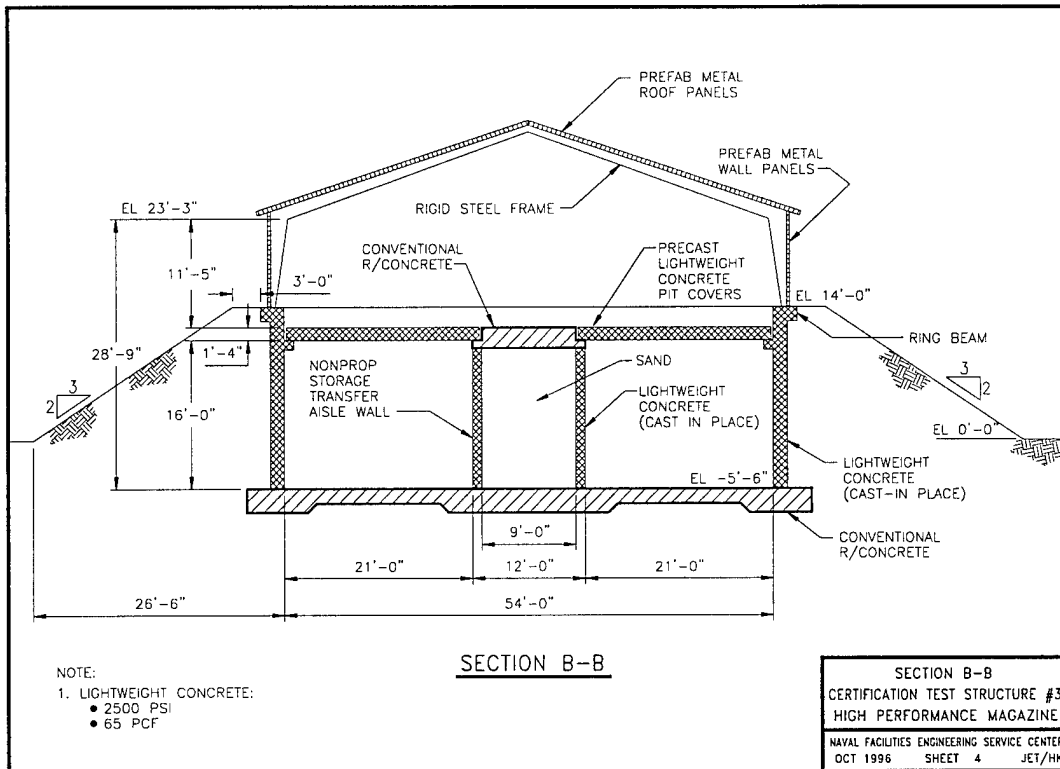 PREFAB METAL
ROOF PANELS
PREFAB METAL
WALL PANELS
EL 23'-3"
RIGID STEEL FRAME
CONVENTIONAL
R/CONCRETE
PRECAST
LIGHTWEIGHT
CONCRETE
PIT COVERS
11'-5"
3'-0"
EL 14'-0"
RING BEAM
28'-9"
1'-4"
SAND
NONPROP
STORAGE
TRANSFER
AISLE WALL
LIGHTWEIGHT
CONCRETE
(CAST IN PLACE)
3
2
3
2
16'-0"
EL 0'-0"
EL -5'-6"
LIGHTWEIGHT
CONCRETE
(CAST-IN PLACE)
9'-0"
CONVENTIONAL
R/CONCRETE
21'-0"
12'-0"
21'-0"
26'-6"
54'-0"
SECTION B-B
NOTE:
1. LIGHTWEIGHT CONCRETE:
● 2500 PSI
● 65 PCF
SECTION B-B
CERTIFICATION TEST STRUCTURE #3
HIGH PERFORMANCE MAGAZINE
NAVAL FACILITIES ENGINEERING SERVICE CENTER
OCT 1996 SHEET 4 JET/HK